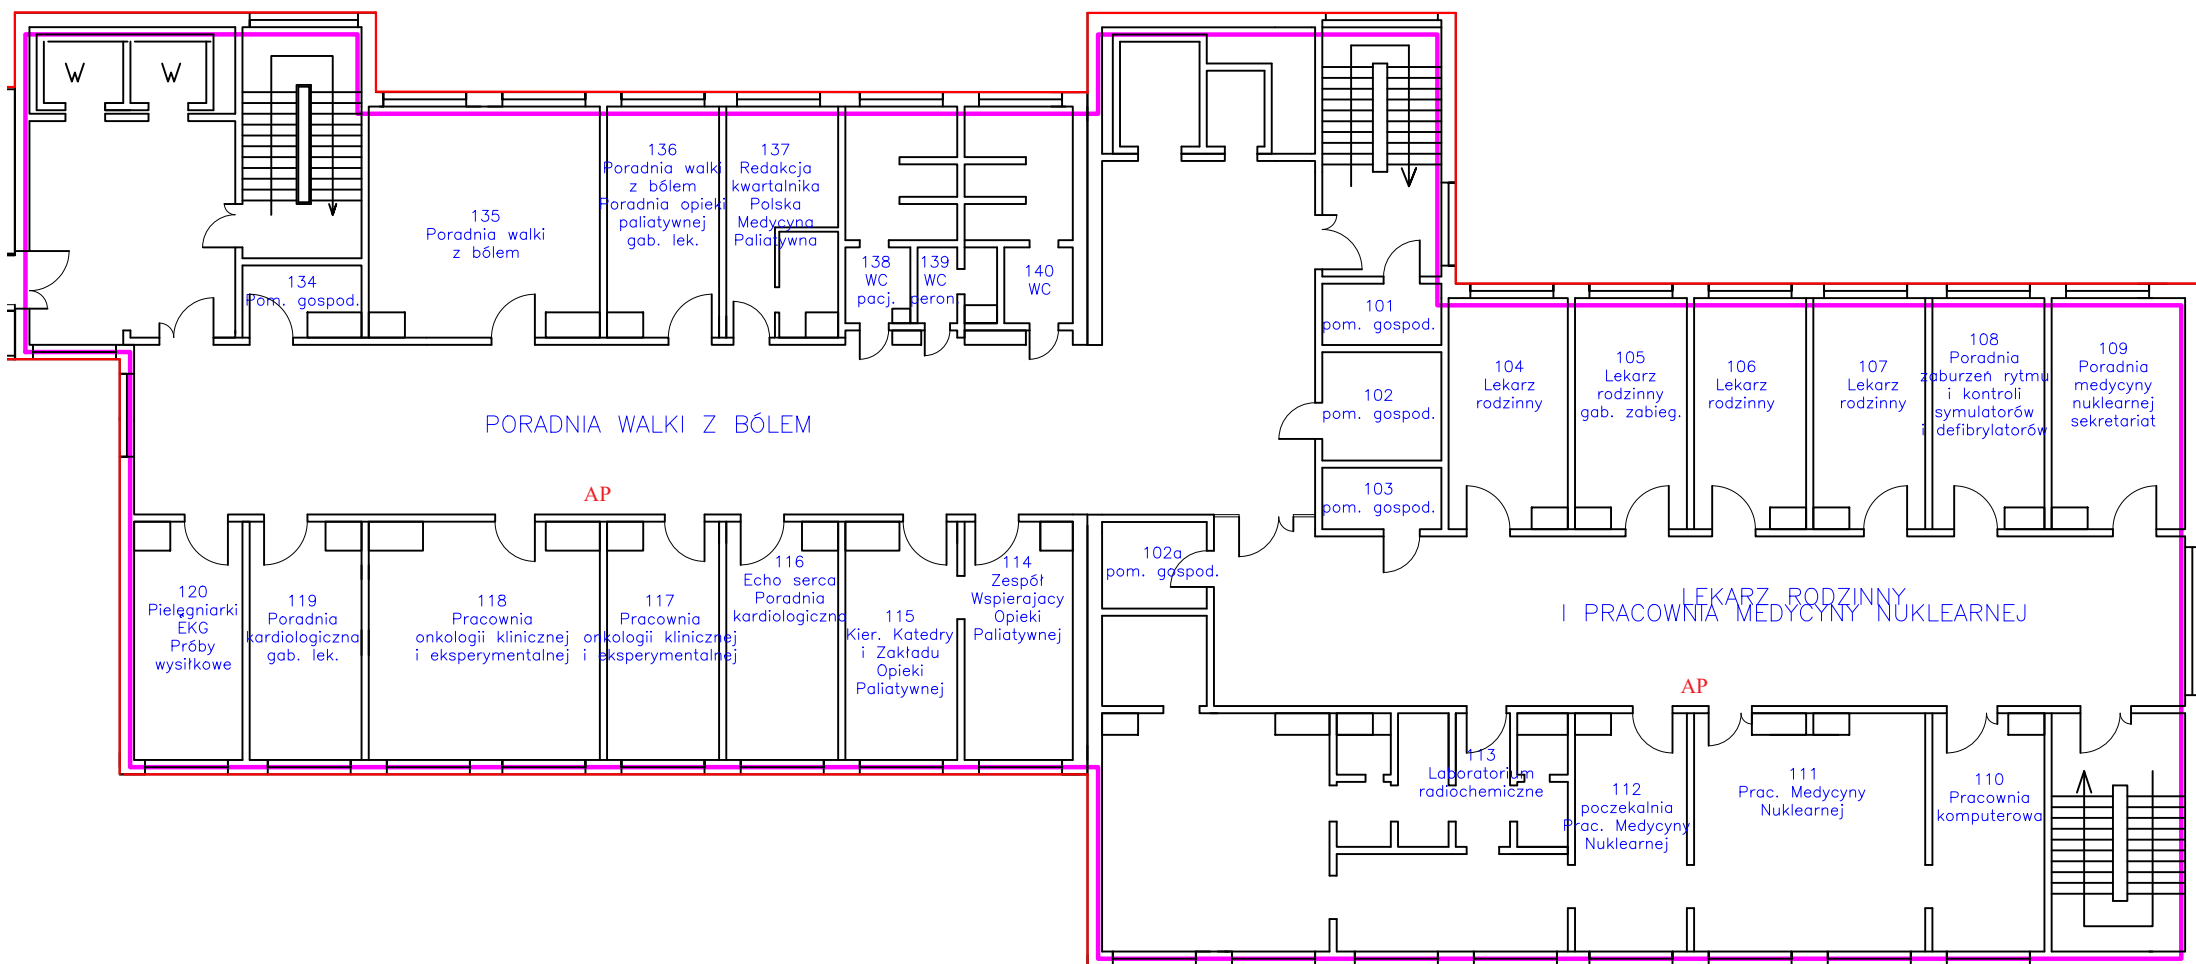 W
W
134
Pom. gospod.
135
Poradnia walki
z bólem
136
Poradnia walki
z bólem
Poradnia opieki
paliatywnej
gab. lek.
137
Redakcja
kwartalnika
Polska
Medycyna
Paliatywna
138
WC
pacj.
139
WC
peron.
140
WC
101
pom. gospod.
102
pom. gospod.
103
pom. gospod.
104
Lekarz
rodzinny
105
Lekarz
rodzinny
gab. zabieg.
106
Lekarz
rodzinny
107
Lekarz
rodzinny
108
Poradnia
zaburzeń rytmu
i kontroli
symulatorów
i defibrylatorów
109
Poradnia
medycyny
nuklearnej
sekretariat
PORADNIA WALKI Z BÓLEM
AP
120
Pielęgniarki
EKG
Próby
wysiłkowe
119
Poradnia
kardiologiczna
gab. lek.
118
Pracownia
onkologii klinicznej
i eksperymentalnej
117
Pracownia
onkologii klinicznej
i eksperymentalnej
116
Echo serca
Poradnia
kardiologiczna
115
Kier. Katedry
i Zakładu
Opieki
Paliatywnej
114
Zespół
Wspierajacy
Opieki
Paliatywnej
102a
pom. gospod.
LEKARZ RODZINNY
I PRACOWNIA MEDYCYNY NUKLEARNEJ
AP
113
Laboratorium
radiochemiczne
112
poczekalnia
Prac. Medycyny
Nuklearnej
111
Prac. Medycyny
Nuklearnej
110
Pracownia
komputerowa